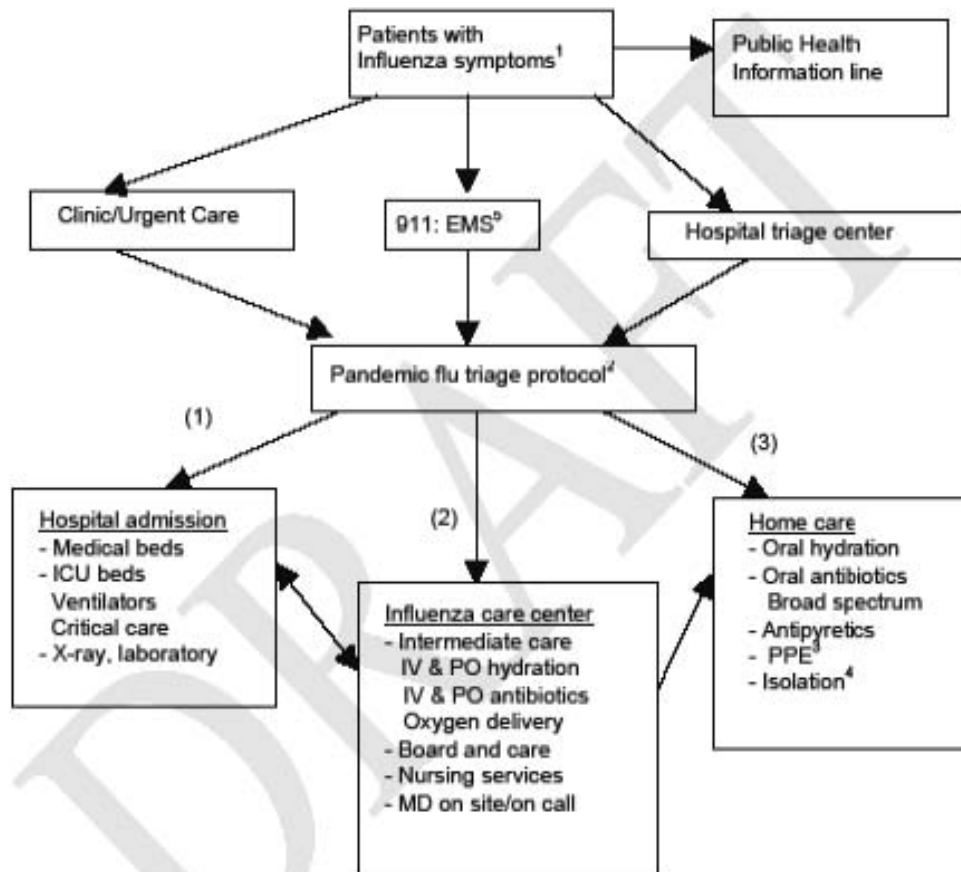 Patients with
Influenza symptoms¹
Public Health
Information line
Clinic/Urgent Care
911: EMS⁵
Hospital triage center
Pandemic flu triage protocol²
(1)
(2)
(3)
Hospital admission
- Medical beds
- ICU beds
Ventilators
Critical care
- X-ray, laboratory
Influenza care center
- Intermediate care
IV & PO hydration
IV & PO antibiotics
Oxygen delivery
- Board and care
- Nursing services
- MD on site/on call
Home care
- Oral hydration
- Oral antibiotics
Broad spectrum
- Antipyretics
- PPE³
- Isolation⁴
DRAFT